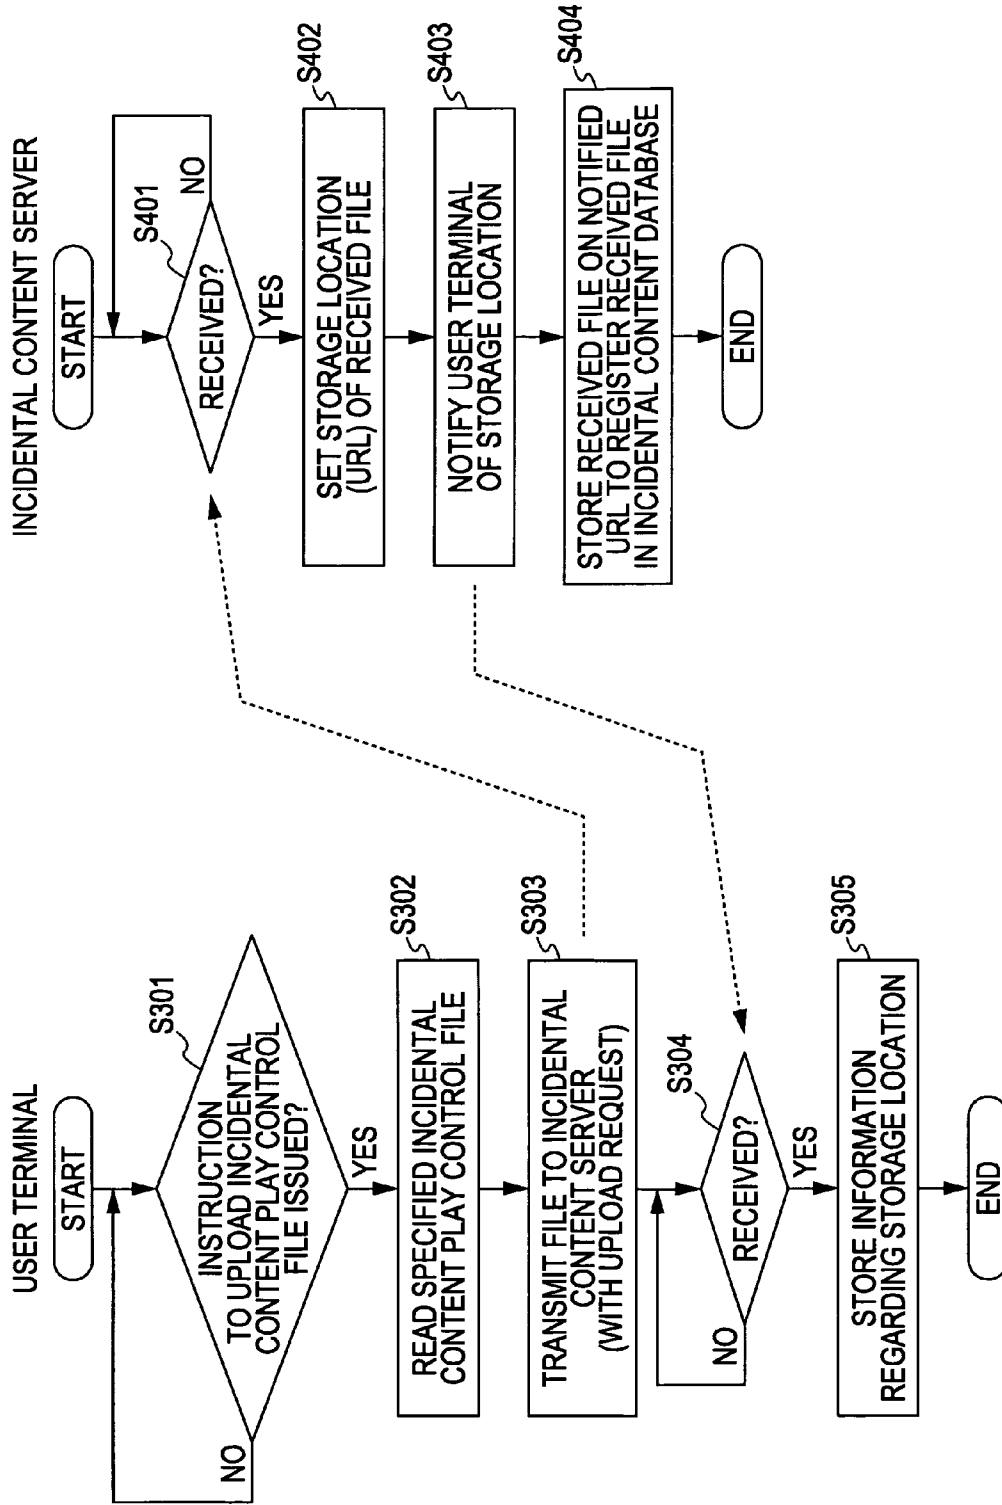 USER TERMINAL
START
S301
INSTRUCTION
TO UPLOAD INCIDENTAL
CONTENT PLAY CONTROL
FILE ISSUED?
NO
YES
S302
READ SPECIFIED INCIDENTAL
CONTENT PLAY CONTROL FILE
S303
TRANSMIT FILE TO INCIDENTAL
CONTENT SERVER
(WITH UPLOAD REQUEST)
S304
RECEIVED?
NO
YES
S305
STORE INFORMATION
REGARDING STORAGE LOCATION
END
INCIDENTAL CONTENT SERVER
START
S401
RECEIVED?
NO
YES
S402
SET STORAGE LOCATION
(URL) OF RECEIVED FILE
S403
NOTIFY USER TERMINAL
OF STORAGE LOCATION
S404
STORE RECEIVED FILE ON NOTIFIED
URL TO REGISTER RECEIVED FILE
IN INCIDENTAL CONTENT DATABASE
END